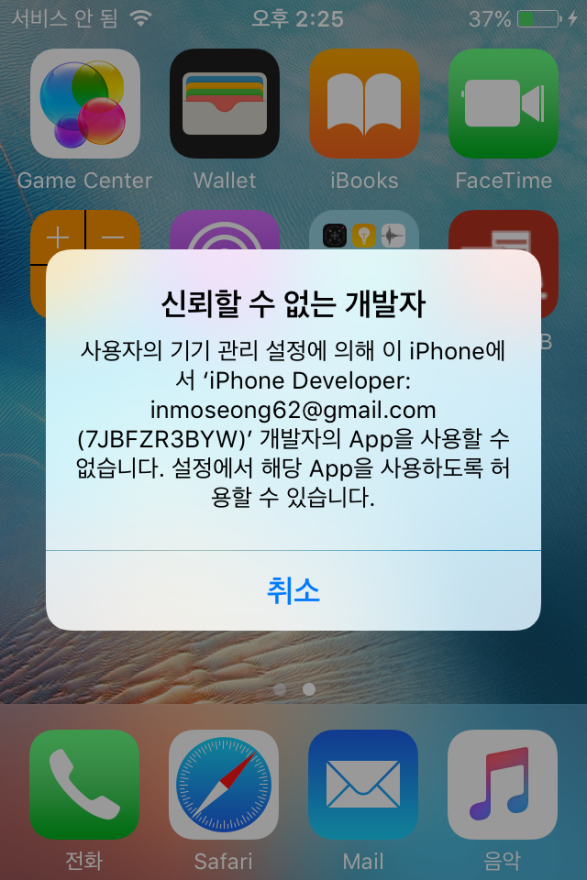 서비스 안 됨 오후 2:25 37%
Game Center Wallet iBooks FaceTime
B
신뢰할 수 없는 개발자
사용자의 기기 관리 설정에 의해 이 iPhone에
서 ‘iPhone Developer:
inmoseong62@gmail.com
(7JBFZR3BYW)’ 개발자의 App을 사용할 수
없습니다. 설정에서 해당 App을 사용하도록 허
용할 수 있습니다.
취소
전화 Safari Mail 음악